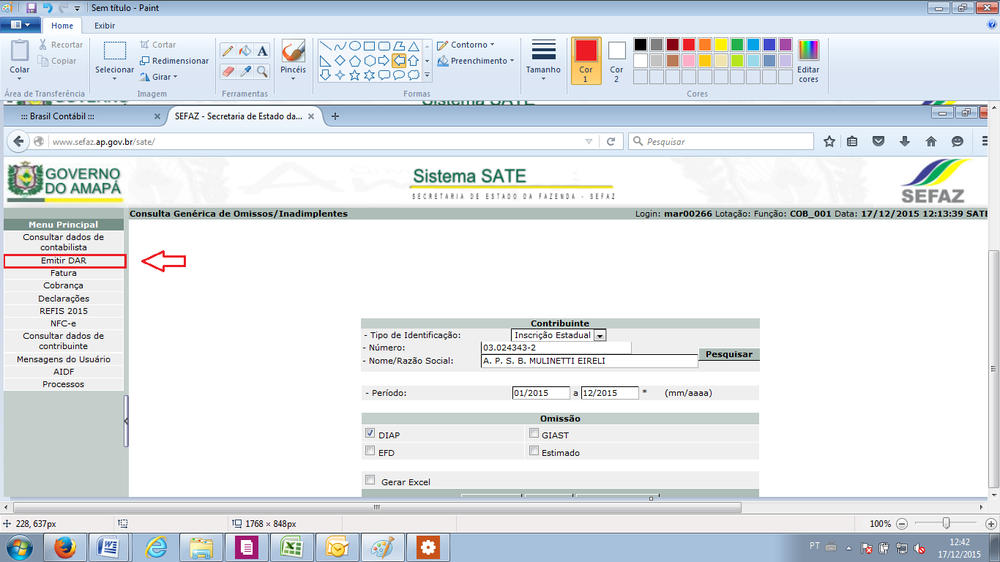 Sem título - Paint
Home Exibir
Colar
Recortar
Copiar
Área de Transferência
Selecionar
Cortar
Redimensionar
Girar
Imagem
A
Ferramentas
Pincéis
Contorno
Preenchimento
Formas
Tamanho
Cor 1
Cor 2
Editar cores
Cores
::: Brasil Contábil :::
SEFAZ - Secretaria de Estado da...
www.sefaz.ap.gov.br/sate/
Pesquisar
GOVERNO
DO AMAPÁ
Sistema SATE
SECRETARIA DE ESTADO DA FAZENDA - SEFAZ
SEFAZ
Consulta Genérica de Omissos/Inadimplentes
Login: mar00266 Lotação: Função: COB_001 Data: 17/12/2015 12:13:39 SATE
Menu Principal
Consultar dados de
contabilista
Emitir DAR
Fatura
Cobrança
Declarações
REFIS 2015
NFC-e
Consultar dados de
contribuinte
Mensagens do Usuário
AIDF
Processos
Contribuinte
- Tipo de Identificação: Inscrição Estadual
- Número: 03.024343-2
- Nome/Razão Social: A. P. S. B. MULINETTI EIRELI
Pesquisar
- Período: 01/2015 a 12/2015 * (mm/aaaa)
Omissão
DIAP GIAST
EFD Estimado
Gerar Excel
228, 637px
1768 × 848px
100%
PT
12:42
17/12/2015